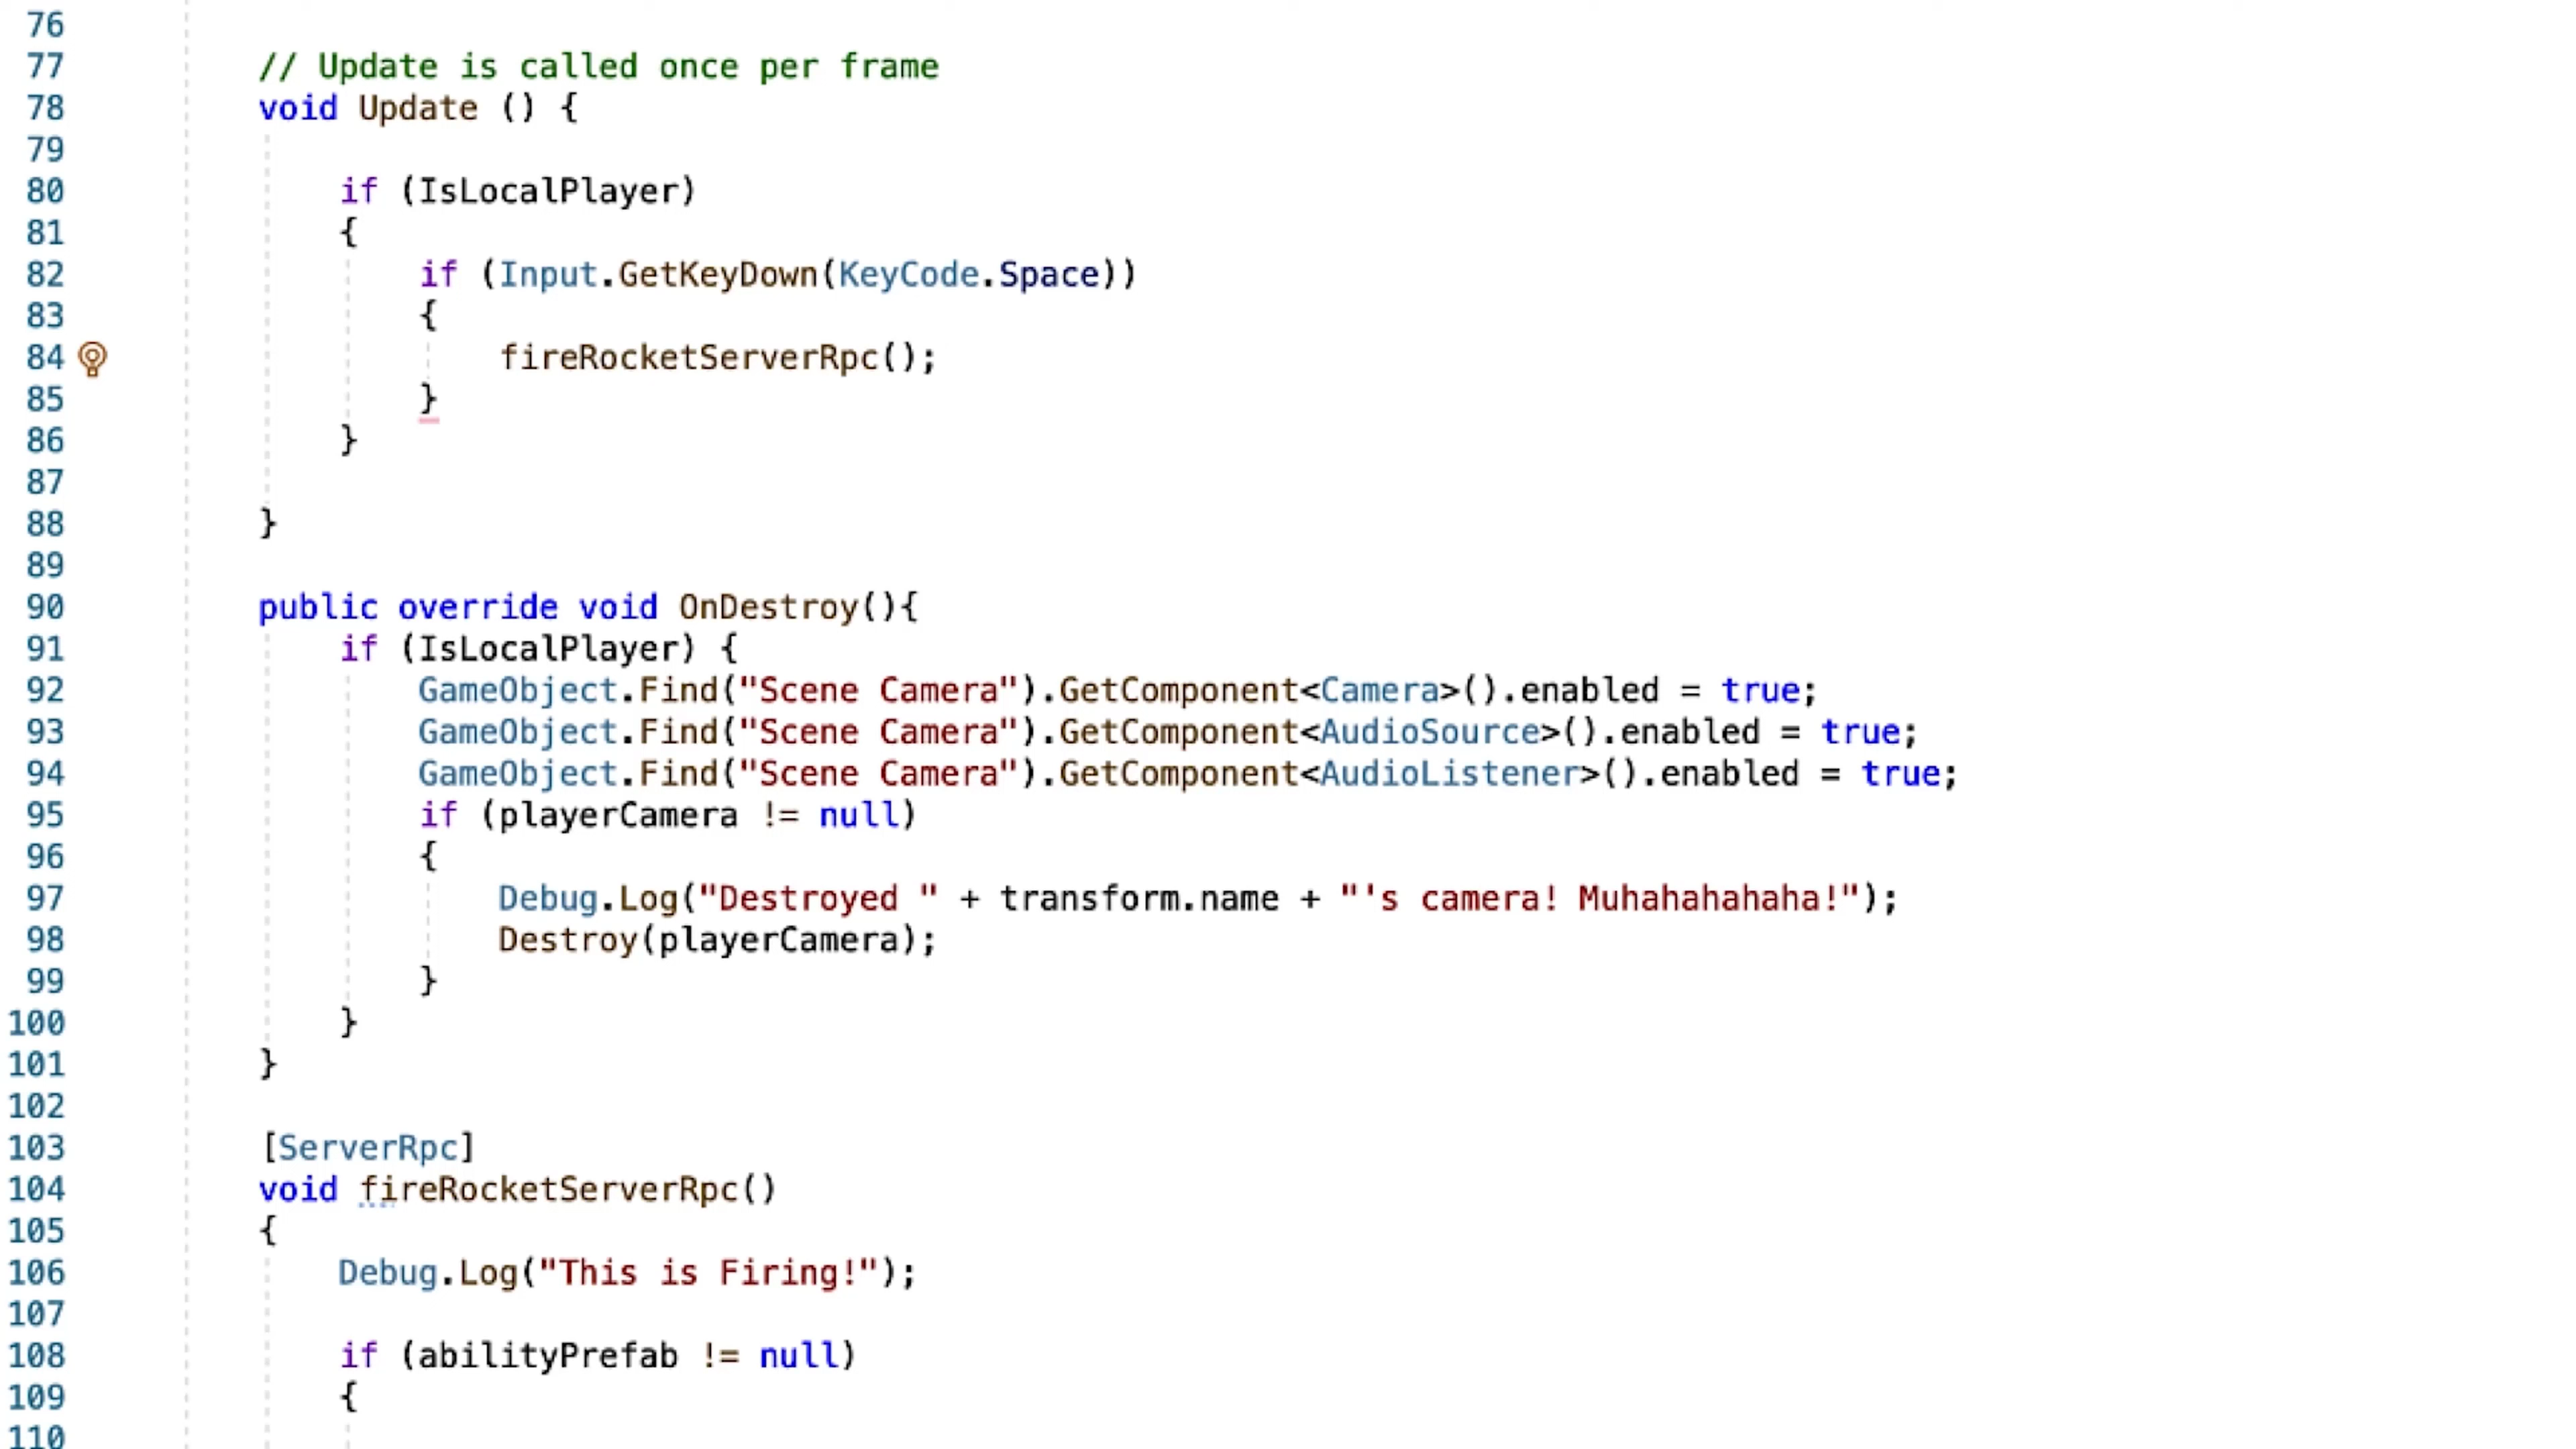 76
77 // Update is called once per frame
78 void Update () {
79
80 if (IsLocalPlayer)
81 {
82 if (Input.GetKeyDown(KeyCode.Space))
83 {
84 fireRocketServerRpc();
85 }
86 }
87
88 }
89
90 public override void OnDestroy(){
91 if (IsLocalPlayer) {
92 GameObject.Find("Scene Camera").GetComponent<Camera>().enabled = true;
93 GameObject.Find("Scene Camera").GetComponent<AudioSource>().enabled = true;
94 GameObject.Find("Scene Camera").GetComponent<AudioListener>().enabled = true;
95 if (playerCamera != null)
96 {
97 Debug.Log("Destroyed " + transform.name + "'s camera! Muhahahahaha!");
98 Destroy(playerCamera);
99 }
100 }
101 }
102
103 [ServerRpc]
104 void fireRocketServerRpc()
105 {
106 Debug.Log("This is Firing!");
107
108 if (abilityPrefab != null)
109 {
110